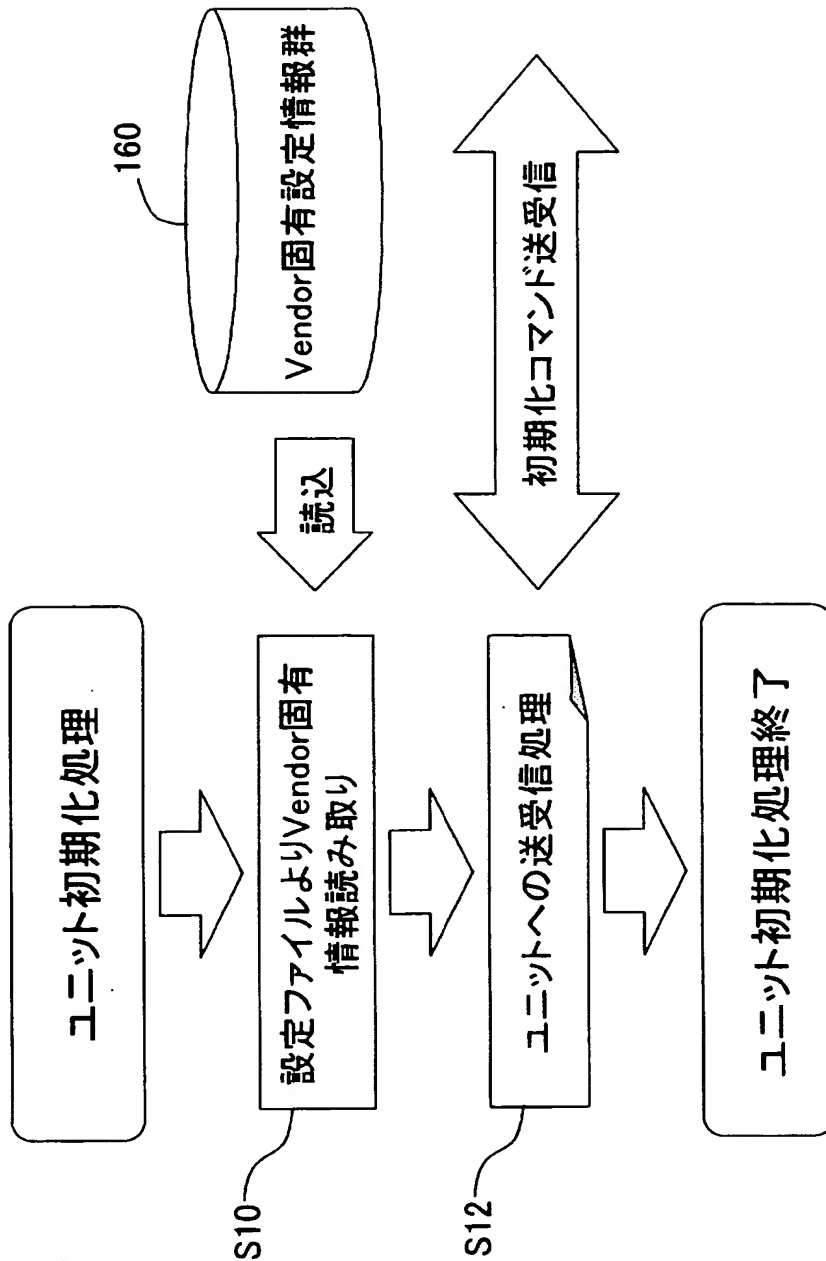 ユニット初期化処理
S10
設定ファイルよりVendor固有
情報読み取り
読込
160
Vendor固有設定情報群
S12
ユニットへの送受信処理
初期化コマンド送受信
ユニット初期化処理終了